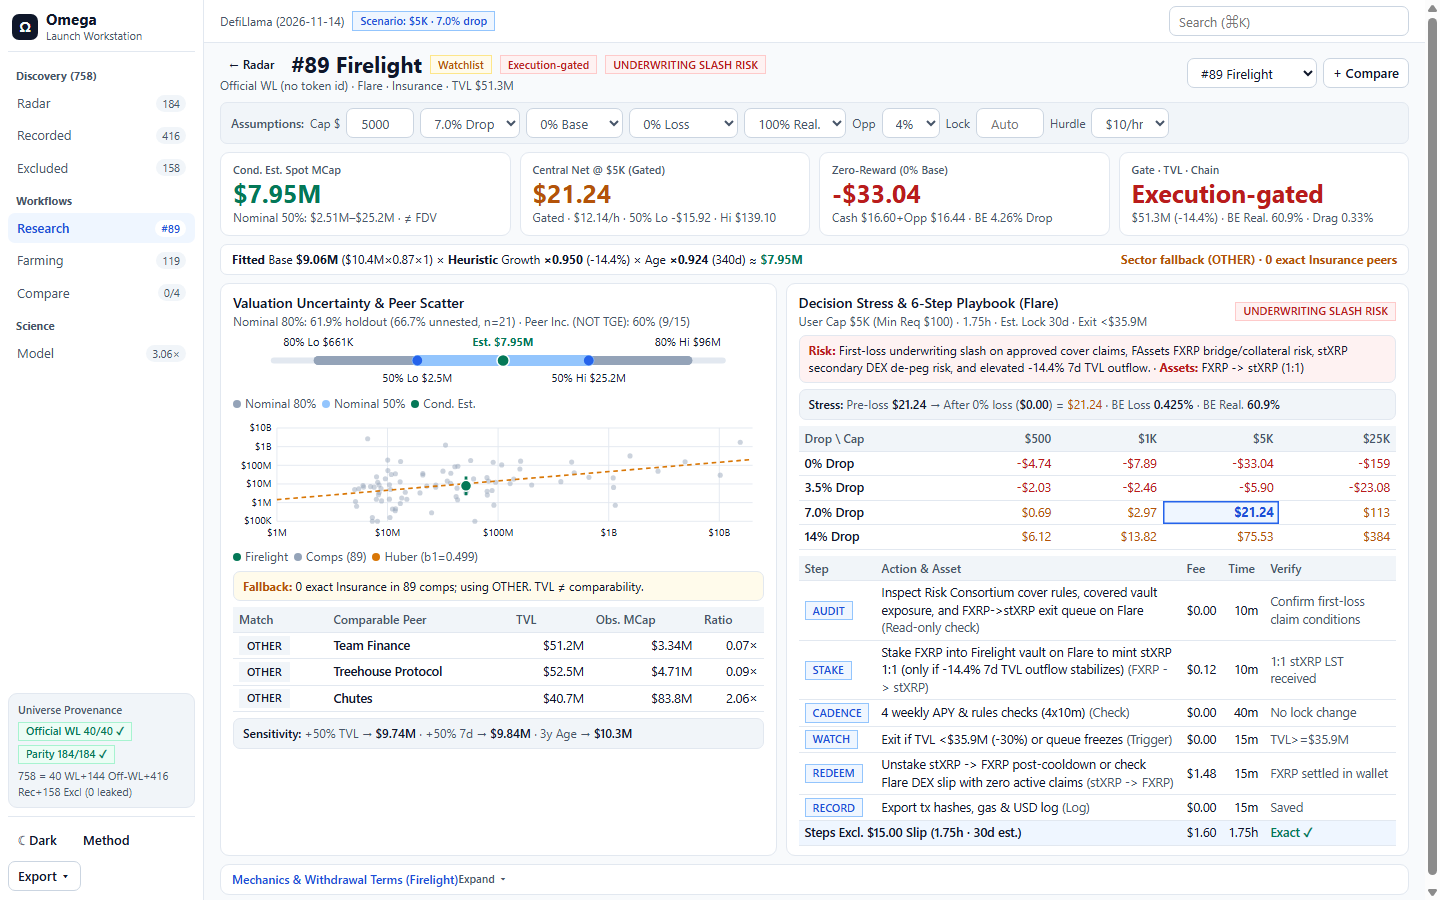 Ω
Omega
Launch Workstation
Discovery (758)
Radar 184
Recorded 416
Excluded 158
Workflows
Research #89
Farming 119
Compare 0/4
Science
Model 3.06×
Universe Provenance
Official WL 40/40 ✓
Parity 184/184 ✓
758 = 40 WL+144 Off-WL+416
Rec+158 Excl (0 leaked)
☾ Dark Method
Export ▾
DefiLlama (2026-11-14) Scenario: $5K · 7.0% drop
Search (⌘K)
← Radar #89 Firelight Watchlist Execution-gated UNDERWRITING SLASH RISK
Official WL (no token id) · Flare · Insurance · TVL $51.3M
#89 Firelight + Compare
Assumptions: Cap $ 5000 7.0% Drop 0% Base 0% Loss 100% Real. Opp 4% Lock Auto Hurdle $10/hr
Cond. Est. Spot MCap
$7.95M
Nominal 50%: $2.51M–$25.2M · ≠ FDV
Central Net @ $5K (Gated)
$21.24
Gated · $12.14/h · 50% Lo -$15.92 · Hi $139.10
Zero-Reward (0% Base)
-$33.04
Cash $16.60+Opp $16.44 · BE 4.26% Drop
Gate · TVL · Chain
Execution-gated
$51.3M (-14.4%) · BE Real. 60.9% · Drag 0.33%
Fitted Base $9.06M ($10.4M×0.87×1) × Heuristic Growth ×0.950 (-14.4%) × Age ×0.924 (340d) ≈ $7.95M
Sector fallback (OTHER) · 0 exact Insurance peers
Valuation Uncertainty & Peer Scatter
Nominal 80%: 61.9% holdout (66.7% unnested, n=21) · Peer Inc. (NOT TGE): 60% (9/15)
80% Lo $661K Est. $7.95M 80% Hi $96M
50% Lo $2.5M 50% Hi $25.2M
Nominal 80% Nominal 50% Cond. Est.
$10B
$1B
$100M
$10M
$1M
$100K
$1M $10M $100M $1B $10B
Firelight Comps (89) Huber (b1=0.499)
Fallback: 0 exact Insurance in 89 comps; using OTHER. TVL ≠ comparability.
Match Comparable Peer TVL Obs. MCap Ratio
OTHER Team Finance $51.2M $3.34M 0.07×
OTHER Treehouse Protocol $52.5M $4.71M 0.09×
OTHER Chutes $40.7M $83.8M 2.06×
Sensitivity: +50% TVL → $9.74M · +50% 7d → $9.84M · 3y Age → $10.3M
Decision Stress & 6-Step Playbook (Flare)
User Cap $5K (Min Req $100) · 1.75h · Est. Lock 30d · Exit <$35.9M
UNDERWRITING SLASH RISK
Risk: First-loss underwriting slash on approved cover claims, FAssets FXRP bridge/collateral risk, stXRP
secondary DEX de-peg risk, and elevated -14.4% 7d TVL outflow. · Assets: FXRP -> stXRP (1:1)
Stress: Pre-loss $21.24 → After 0% loss ($0.00) = $21.24 · BE Loss 0.425% · BE Real. 60.9%
Drop \ Cap $500 $1K $5K $25K
0% Drop -$4.74 -$7.89 -$33.04 -$159
3.5% Drop -$2.03 -$2.46 -$5.90 -$23.08
7.0% Drop $0.69 $2.97 $21.24 $113
14% Drop $6.12 $13.82 $75.53 $384
Step Action & Asset Fee Time Verify
AUDIT Inspect Risk Consortium cover rules, covered vault
exposure, and FXRP->stXRP exit queue on Flare
(Read-only check) $0.00 10m Confirm first-loss
claim conditions
STAKE Stake FXRP into Firelight vault on Flare to mint stXRP
1:1 (only if -14.4% 7d TVL outflow stabilizes) (FXRP -
> stXRP) $0.12 10m 1:1 stXRP LST
received
CADENCE 4 weekly APY & rules checks (4x10m) (Check) $0.00 40m No lock change
WATCH Exit if TVL <$35.9M (-30%) or queue freezes (Trigger) $0.00 15m TVL>=$35.9M
REDEEM Unstake stXRP -> FXRP post-cooldown or check
Flare DEX slip with zero active claims (stXRP -> FXRP) $1.48 15m FXRP settled in wallet
RECORD Export tx hashes, gas & USD log (Log) $0.00 15m Saved
Steps Excl. $15.00 Slip (1.75h · 30d est.) $1.60 1.75h Exact ✓
Mechanics & Withdrawal Terms (Firelight)Expand ▾